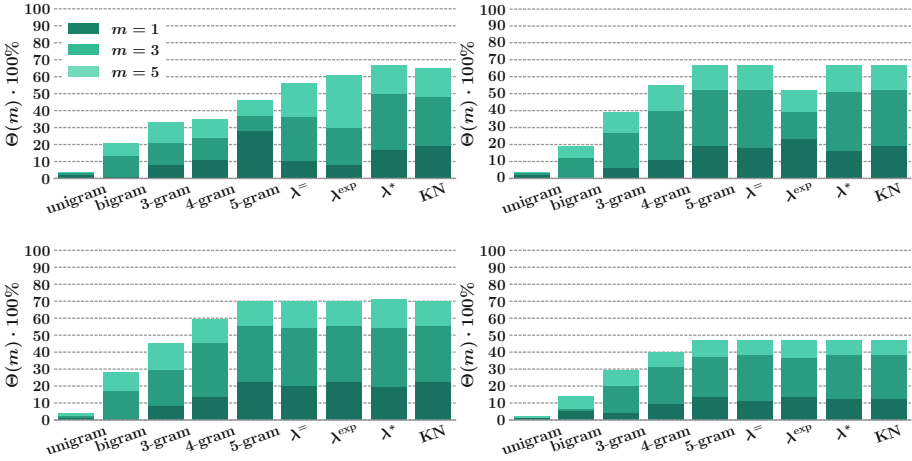 100
90
80
70
60
50
40
30
20
10
0
Θ(m) · 100%
m = 1
m = 3
m = 5
unigram
bigram
3-gram
4-gram
5-gram
λ⁼
λᵉˣᵖ
λ*
KN
100
90
80
70
60
50
40
30
20
10
0
Θ(m) · 100%
unigram
bigram
3-gram
4-gram
5-gram
λ⁼
λᵉˣᵖ
λ*
KN
100
90
80
70
60
50
40
30
20
10
Θ(m) · 100%
unigram
bigram
3-gram
4-gram
5-gram
λ⁼
λᵉˣᵖ
λ*
KN
100
90
80
70
60
50
40
30
20
10
Θ(m) · 100%
unigram
bigram
3-gram
4-gram
5-gram
λ⁼
λᵉˣᵖ
λ*
KN